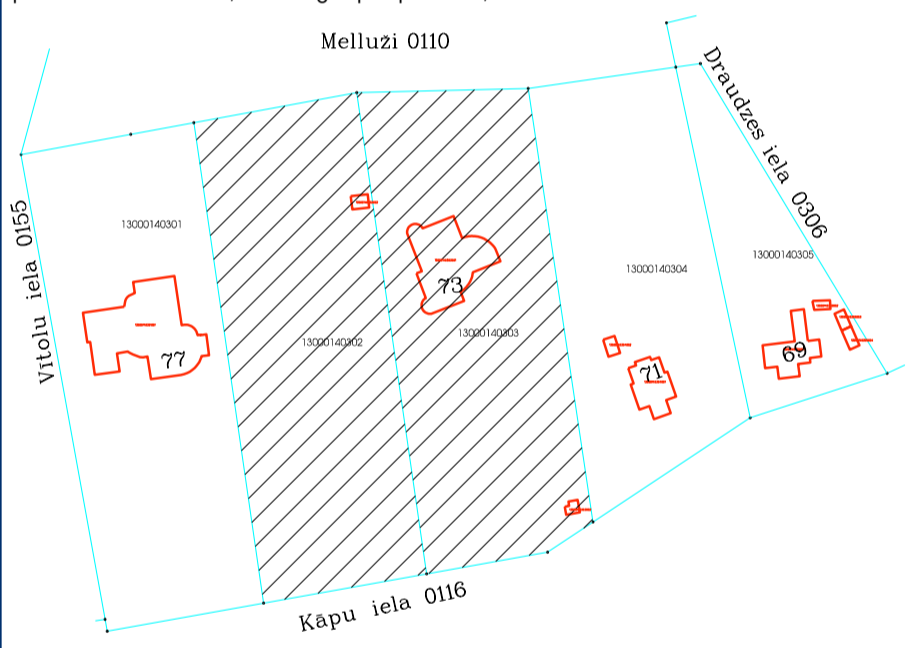 Melluži 0110
Draudzes iela 0306
Vītolu iela 0155
13000140301
13000140302
13000140303
13000140304
13000140305
77
73
71
69
Kāpu iela 0116